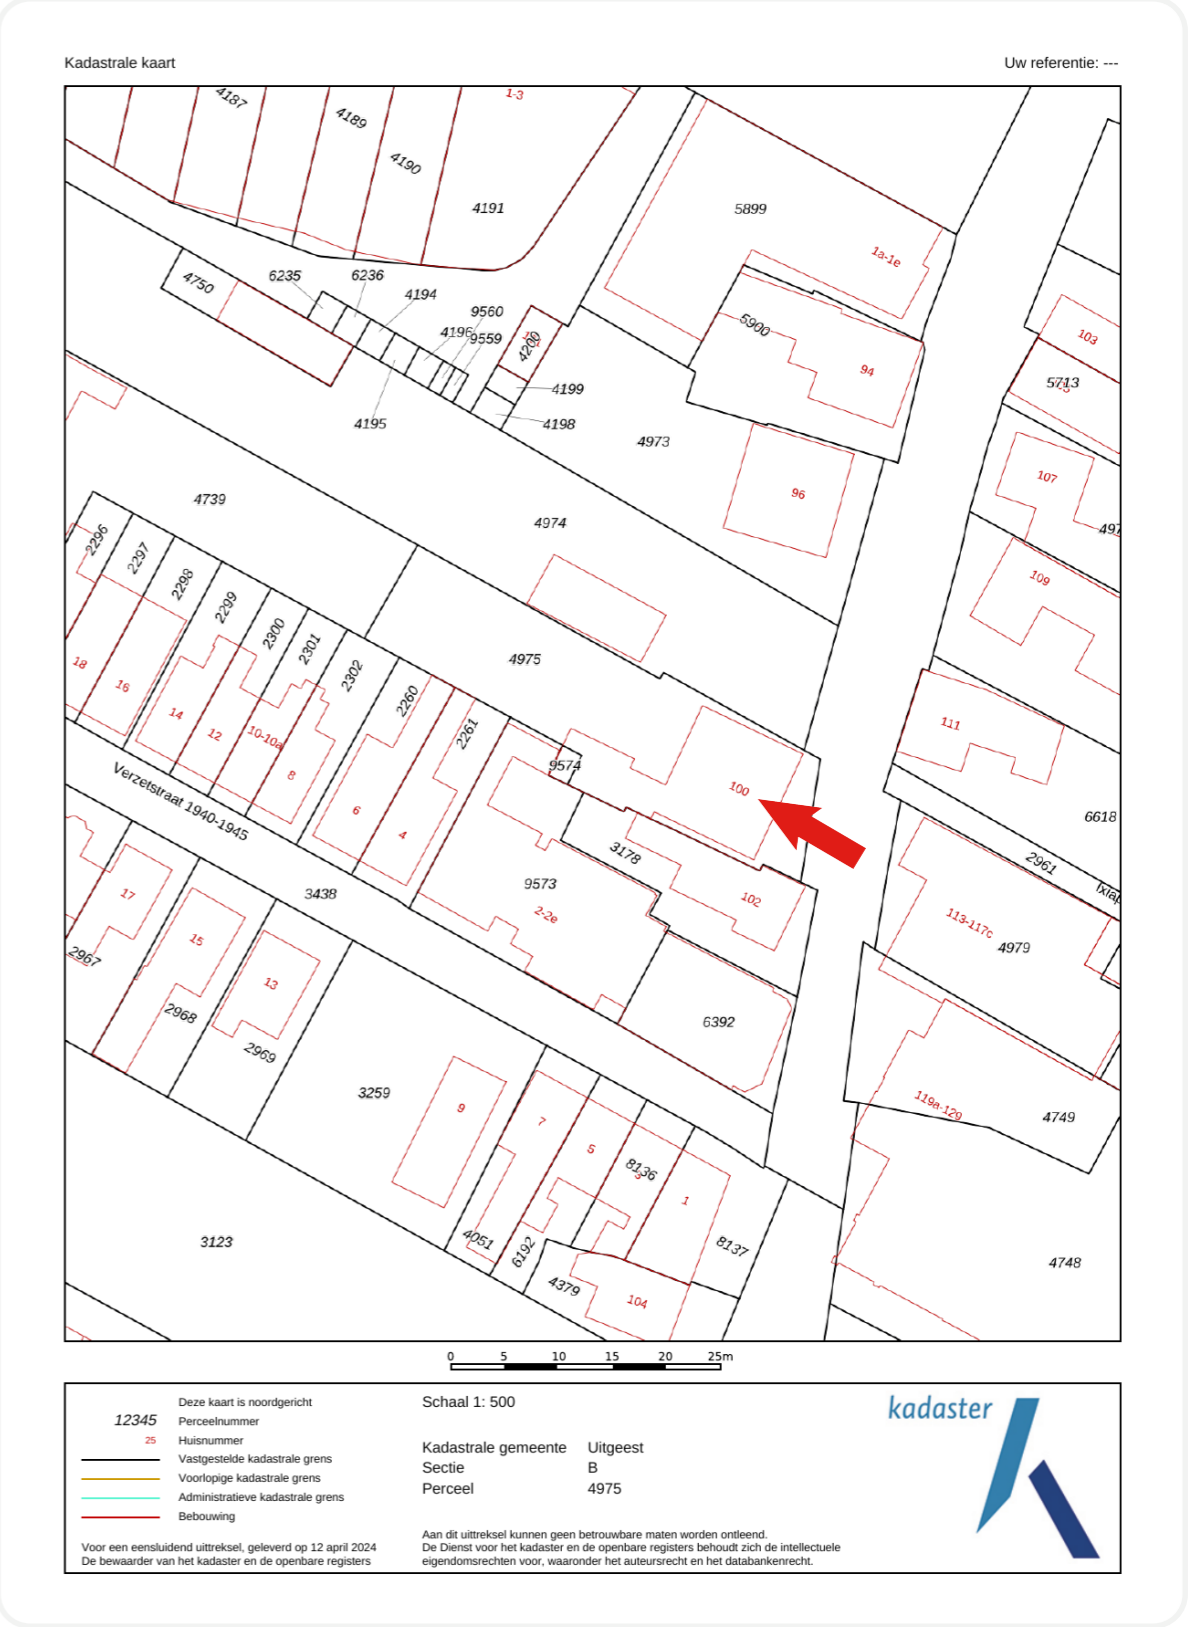 Kadastrale kaart
Uw referentie: ---
4187
1-3
4189
4190
4191
5899
1a-1e
4750
6235
6236
4194
9560
4196
9559
4200
5900
103
94
5713
4199
4198
4195
4973
96
107
497
4739
4974
2296
2297
2298
2299
2300
2301
2302
109
4975
18
16
14
12
10-10a
8
2260
2261
111
9574
100
Verzetstraat 1940-1945
6
4
6618
3178
2961
9573
2-2e
102
3438
17
15
113-117c
4979
2967
13
2968
2969
6392
3259
9
7
5
8136
3
1
119a-129
4749
3123
4051
6192
8137
4379
104
4748
0 5 10 15 20 25m
Deze kaart is noordgericht
12345 Perceelnummer
25 Huisnummer
Vastgestelde kadastrale grens
Voorlopige kadastrale grens
Administratieve kadastrale grens
Bebouwing
Voor een eensluidend uittreksel, geleverd op 12 april 2024
De bewaarder van het kadaster en de openbare registers
Schaal 1: 500
Kadastrale gemeente Uitgeest
Sectie B
Perceel 4975
Aan dit uittreksel kunnen geen betrouwbare maten worden ontleend.
De Dienst voor het kadaster en de openbare registers behoudt zich de intellectuele
eigendomsrechten voor, waaronder het auteursrecht en het databankenrecht.
kadaster